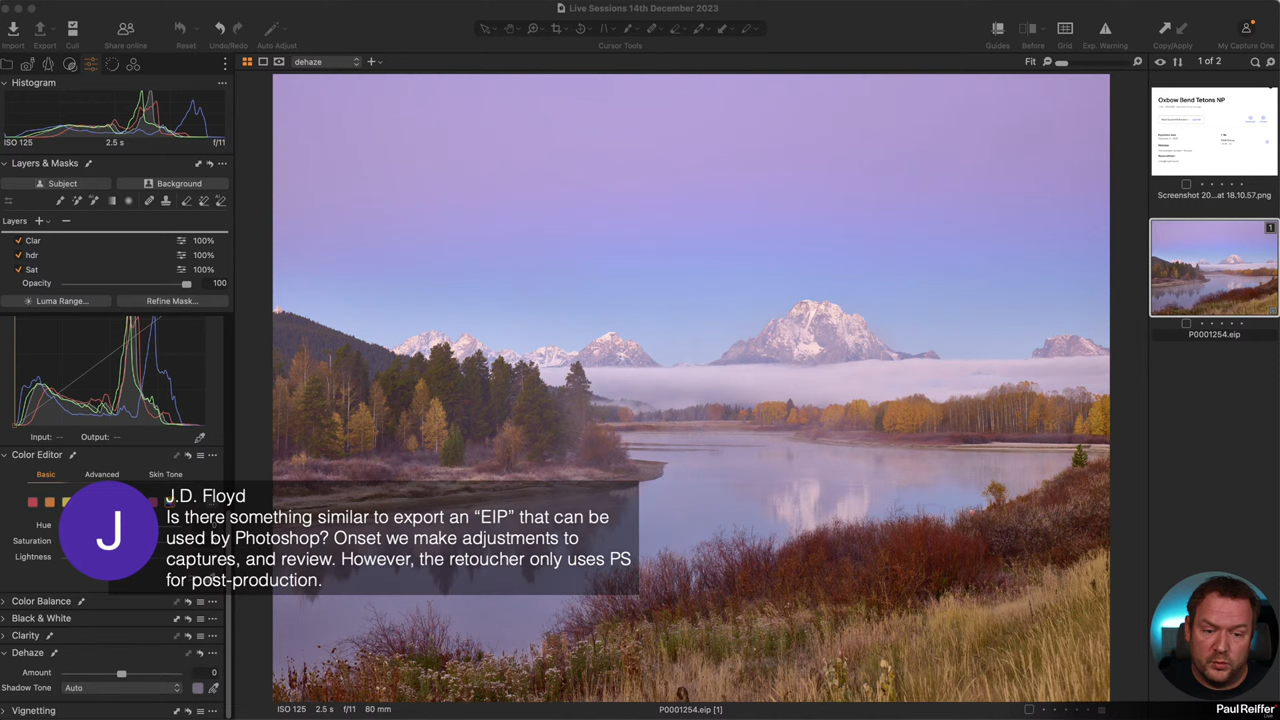 Live Sessions 14th December 2023
Import
Export
Cull
Share online
Reset
Undo/Redo
Auto Adjust
Cursor Tools
Guides
Before
Grid
Exp. Warning
Copy/Apply
My Capture One
dehaze
Fit
1 of 2
Histogram
ISO 125
2.5 s
f/11
Layers & Masks
Subject
Background
Layers
Clar
100%
hdr
100%
Sat
100%
Opacity
100
Luma Range...
Refine Mask...
Input: --
Output: --
Color Editor
Basic
Advanced
Skin Tone
Hue
Saturation
Lightness
J
J.D. Floyd
Is there something similar to export an “EIP” that can be
used by Photoshop? Onset we make adjustments to
captures, and review. However, the retoucher only uses PS
for post-production.
Color Balance
Black & White
Clarity
Dehaze
Amount
0
Shadow Tone
Auto
Vignetting
ISO 125
2.5 s
f/11
80 mm
P0001254.eip [1]
Oxbow Bend Tetons NP
Screenshot 20...at 18.10.57.png
1
P0001254.eip
Paul Reiffer
Live